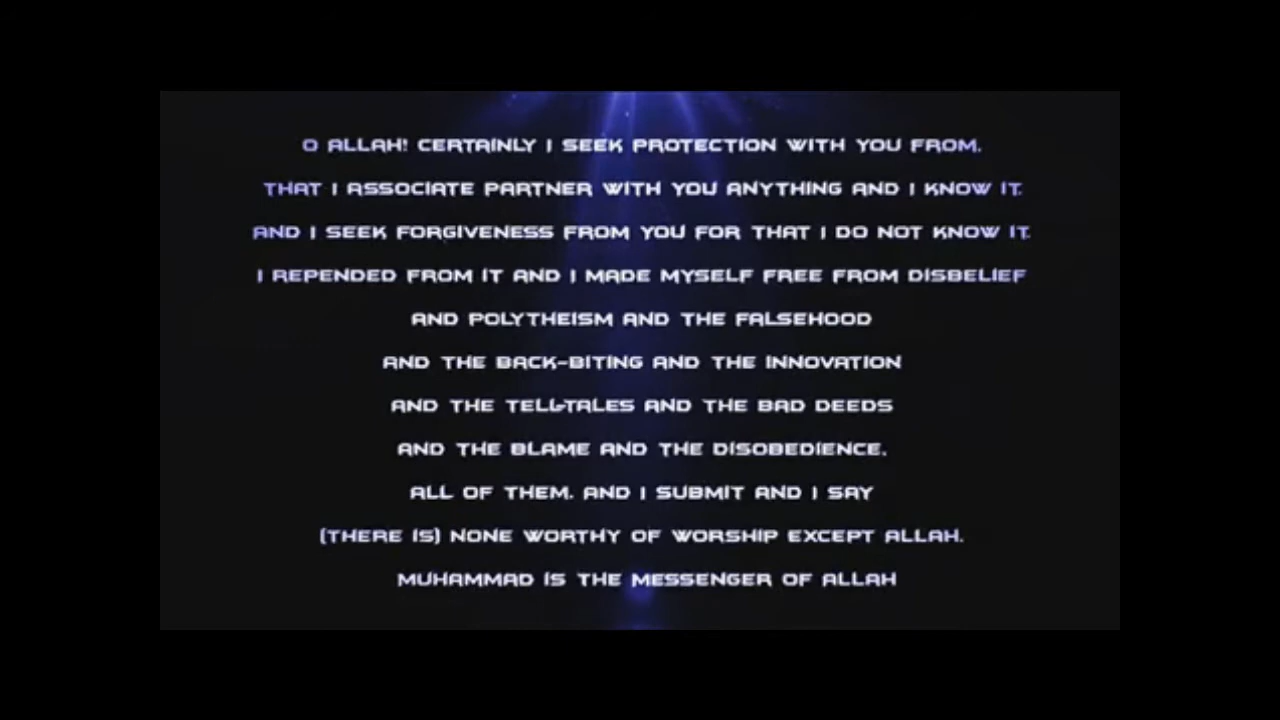 O ALLAH! CERTAINLY I SEEK PROTECTION WITH YOU FROM.
THAT I ASSOCIATE PARTNER WITH YOU ANYTHING AND I KNOW IT.
AND I SEEK FORGIVENESS FROM YOU FOR THAT I DO NOT KNOW IT.
I REPENDED FROM IT AND I MADE MYSELF FREE FROM DISBELIEF
AND POLYTHEISM AND THE FALSEHOOD
AND THE BACK-BITING AND THE INNOVATION
AND THE TELL-TALES AND THE BAD DEEDS
AND THE BLAME AND THE DISOBEDIENCE.
ALL OF THEM. AND I SUBMIT AND I SAY
(THERE IS) NONE WORTHY OF WORSHIP EXCEPT ALLAH.
MUHAMMAD IS THE MESSENGER OF ALLAH